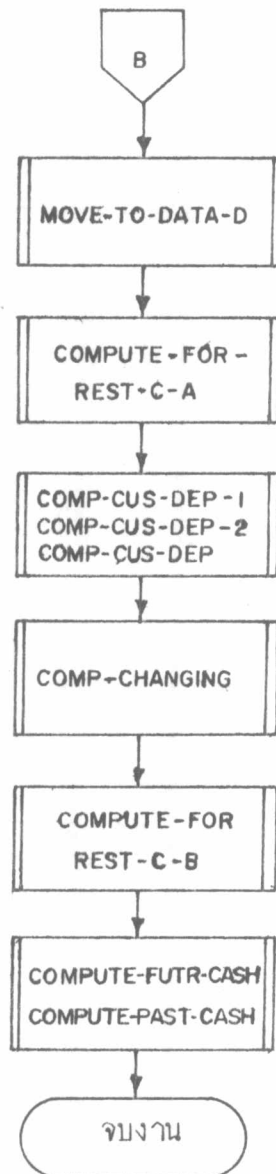 B
MOVE-TO-DATA-D
COMPUTE-FOR-
REST-C-A
COMP-CUS-DEP-1
COMP-CUS-DEP-2
COMP-CUS-DEP
COMP-CHANGING
COMPUTE-FOR
REST-C-B
COMPUTE-FUTR-CASH
COMPUTE-PAST-CASH
จบงาน